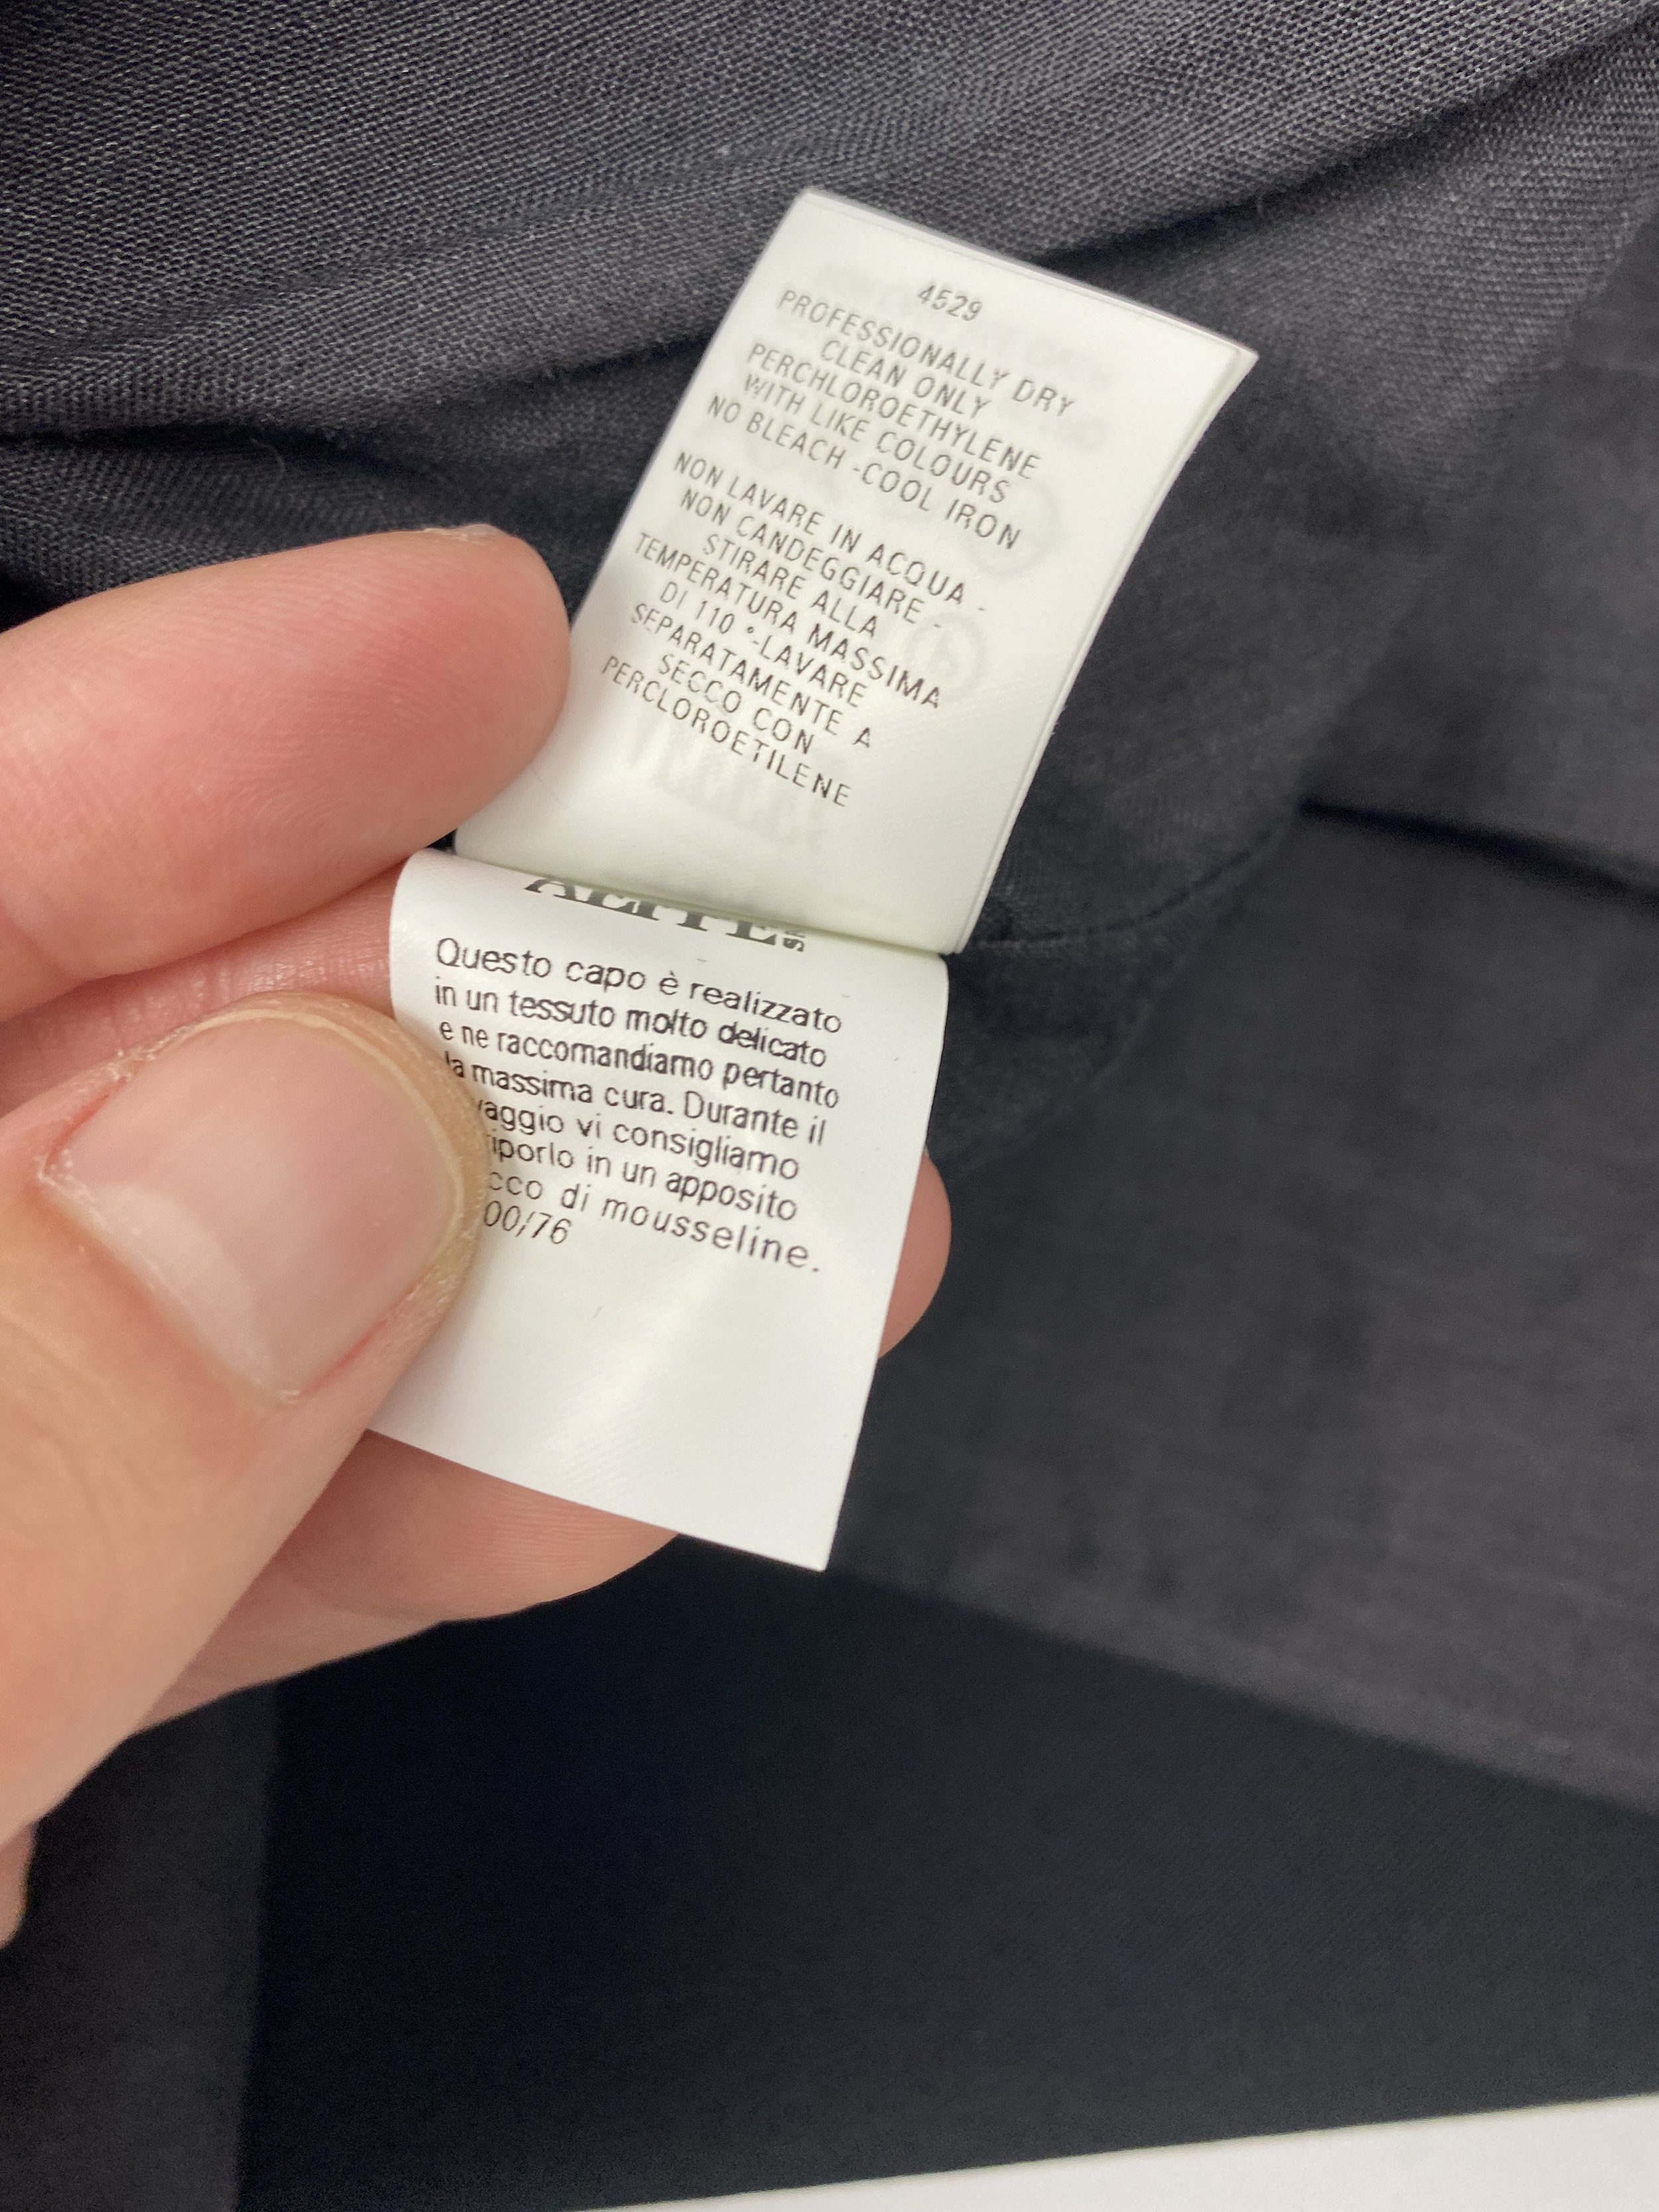 4529
PROFESSIONALLY DRY
CLEAN ONLY
PERCHLOROETHYLENE
WITH LIKE COLOURS
NO BLEACH -COOL IRON
NON LAVARE IN ACQUA -
NON CANDEGGIARE -
STIRARE ALLA
TEMPERATURA MASSIMA
DI 110 °-LAVARE
SEPARATAMENTE A
SECCO CON
PERCLOROETILENE
Questo capo è realizzato
in un tessuto molto delicato
e ne raccomandiamo pertanto
la massima cura. Durante il
vi consigliamo
in un apposito
di mousseline.
00/76